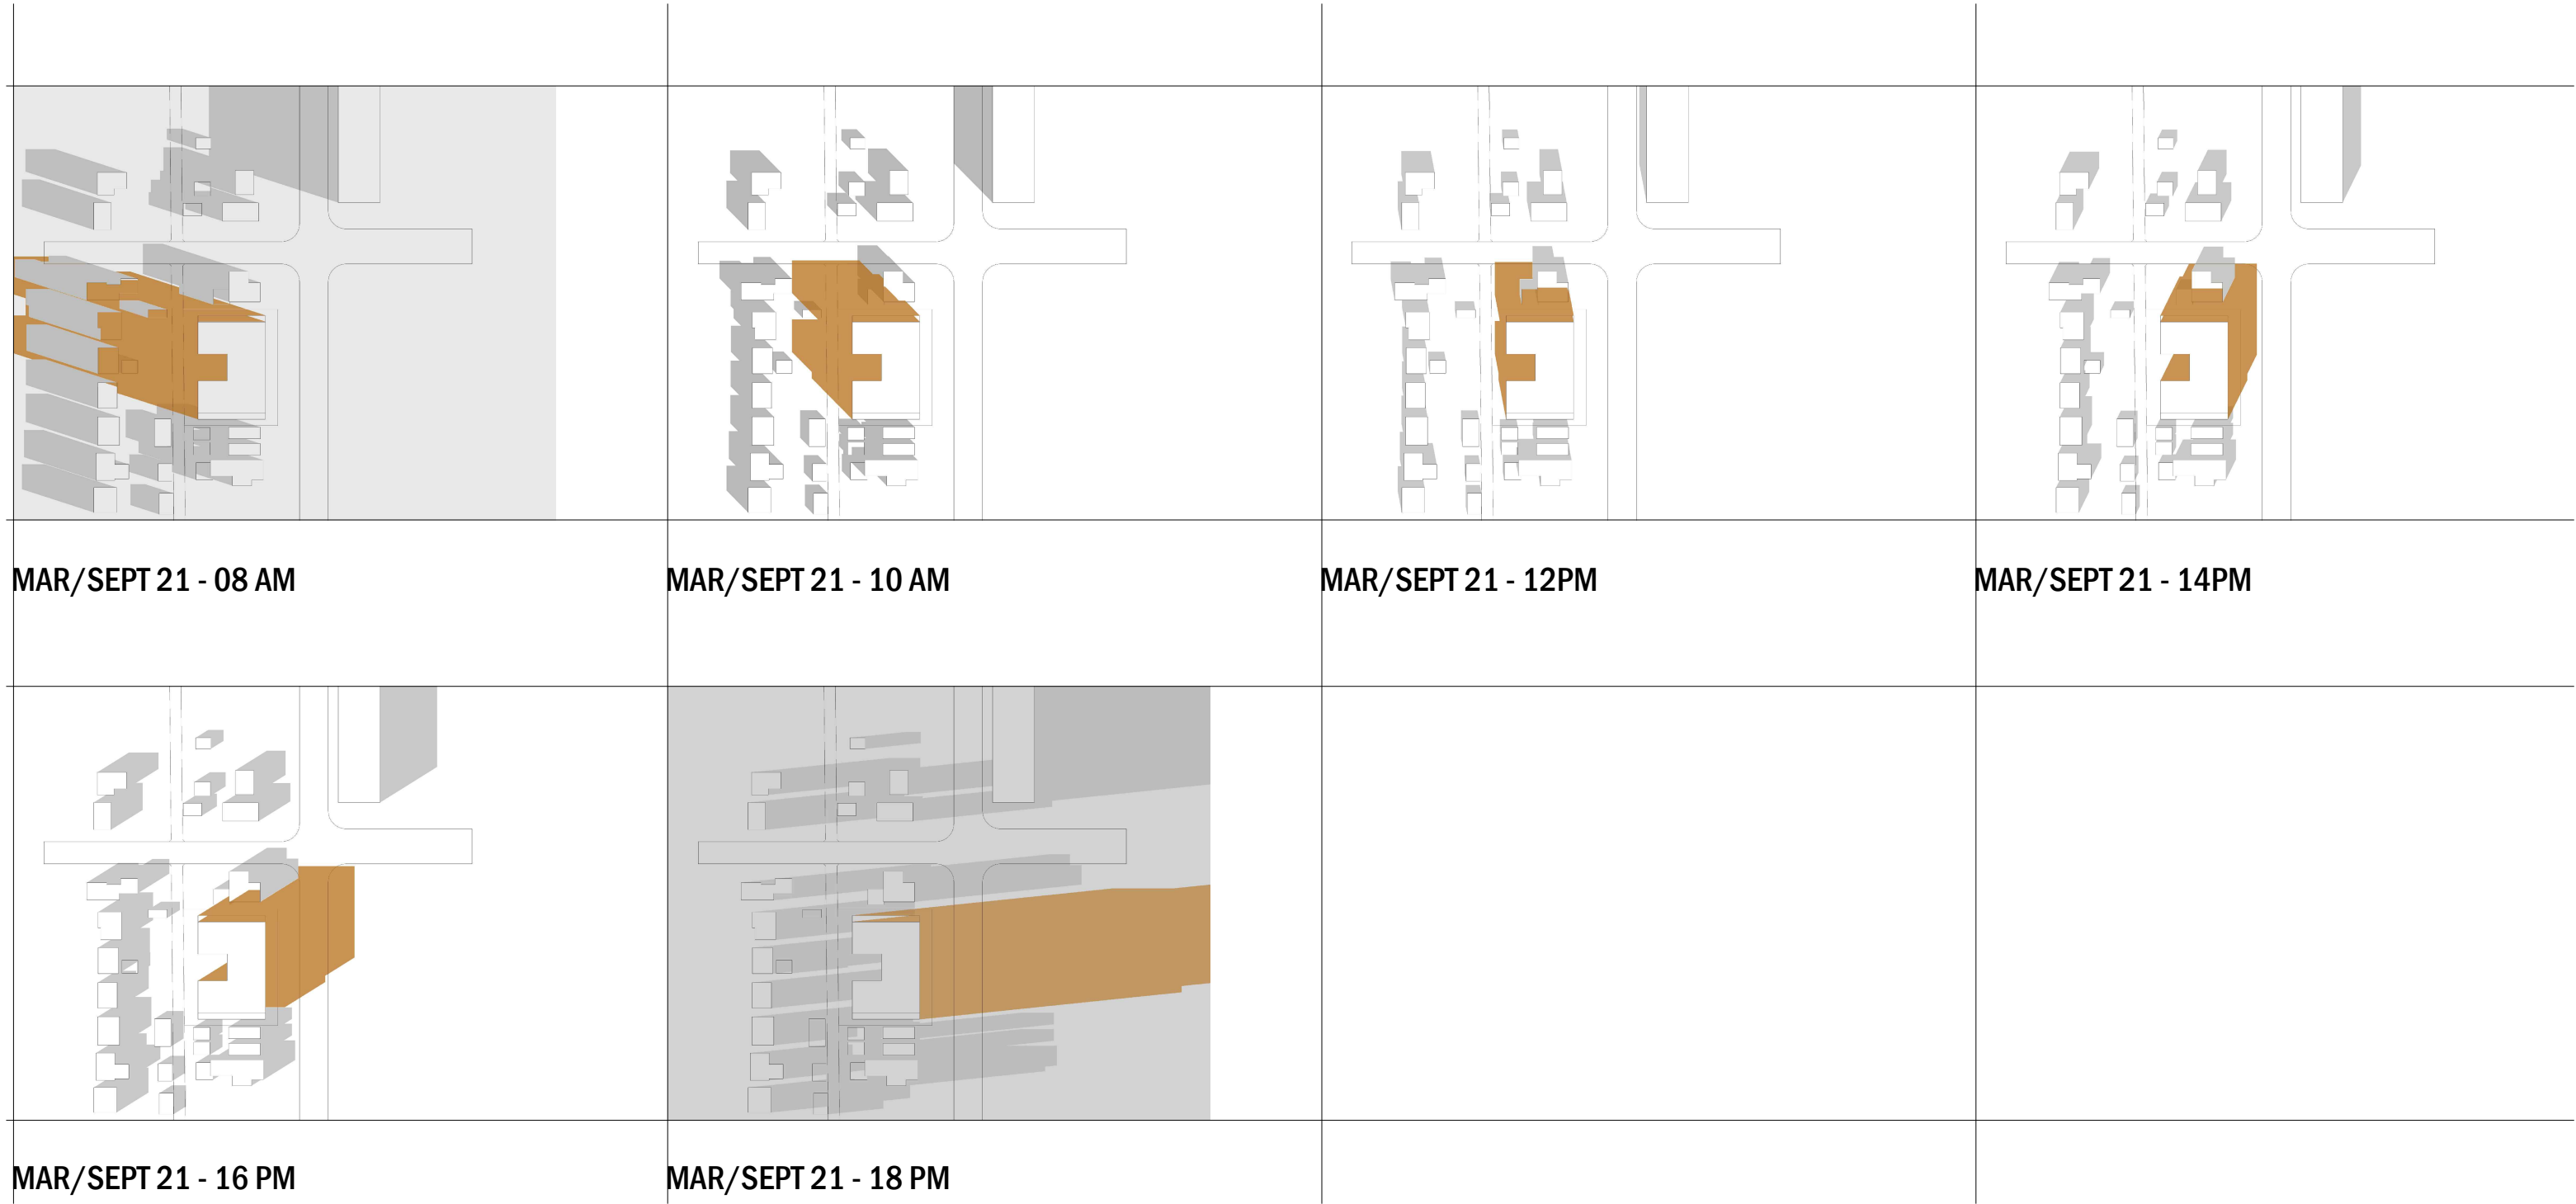 MAR/SEPT 21 - 08 AM
MAR/SEPT 21 - 10 AM
MAR/SEPT 21 - 12PM
MAR/SEPT 21 - 14PM
MAR/SEPT 21 - 16 PM
MAR/SEPT 21 - 18 PM